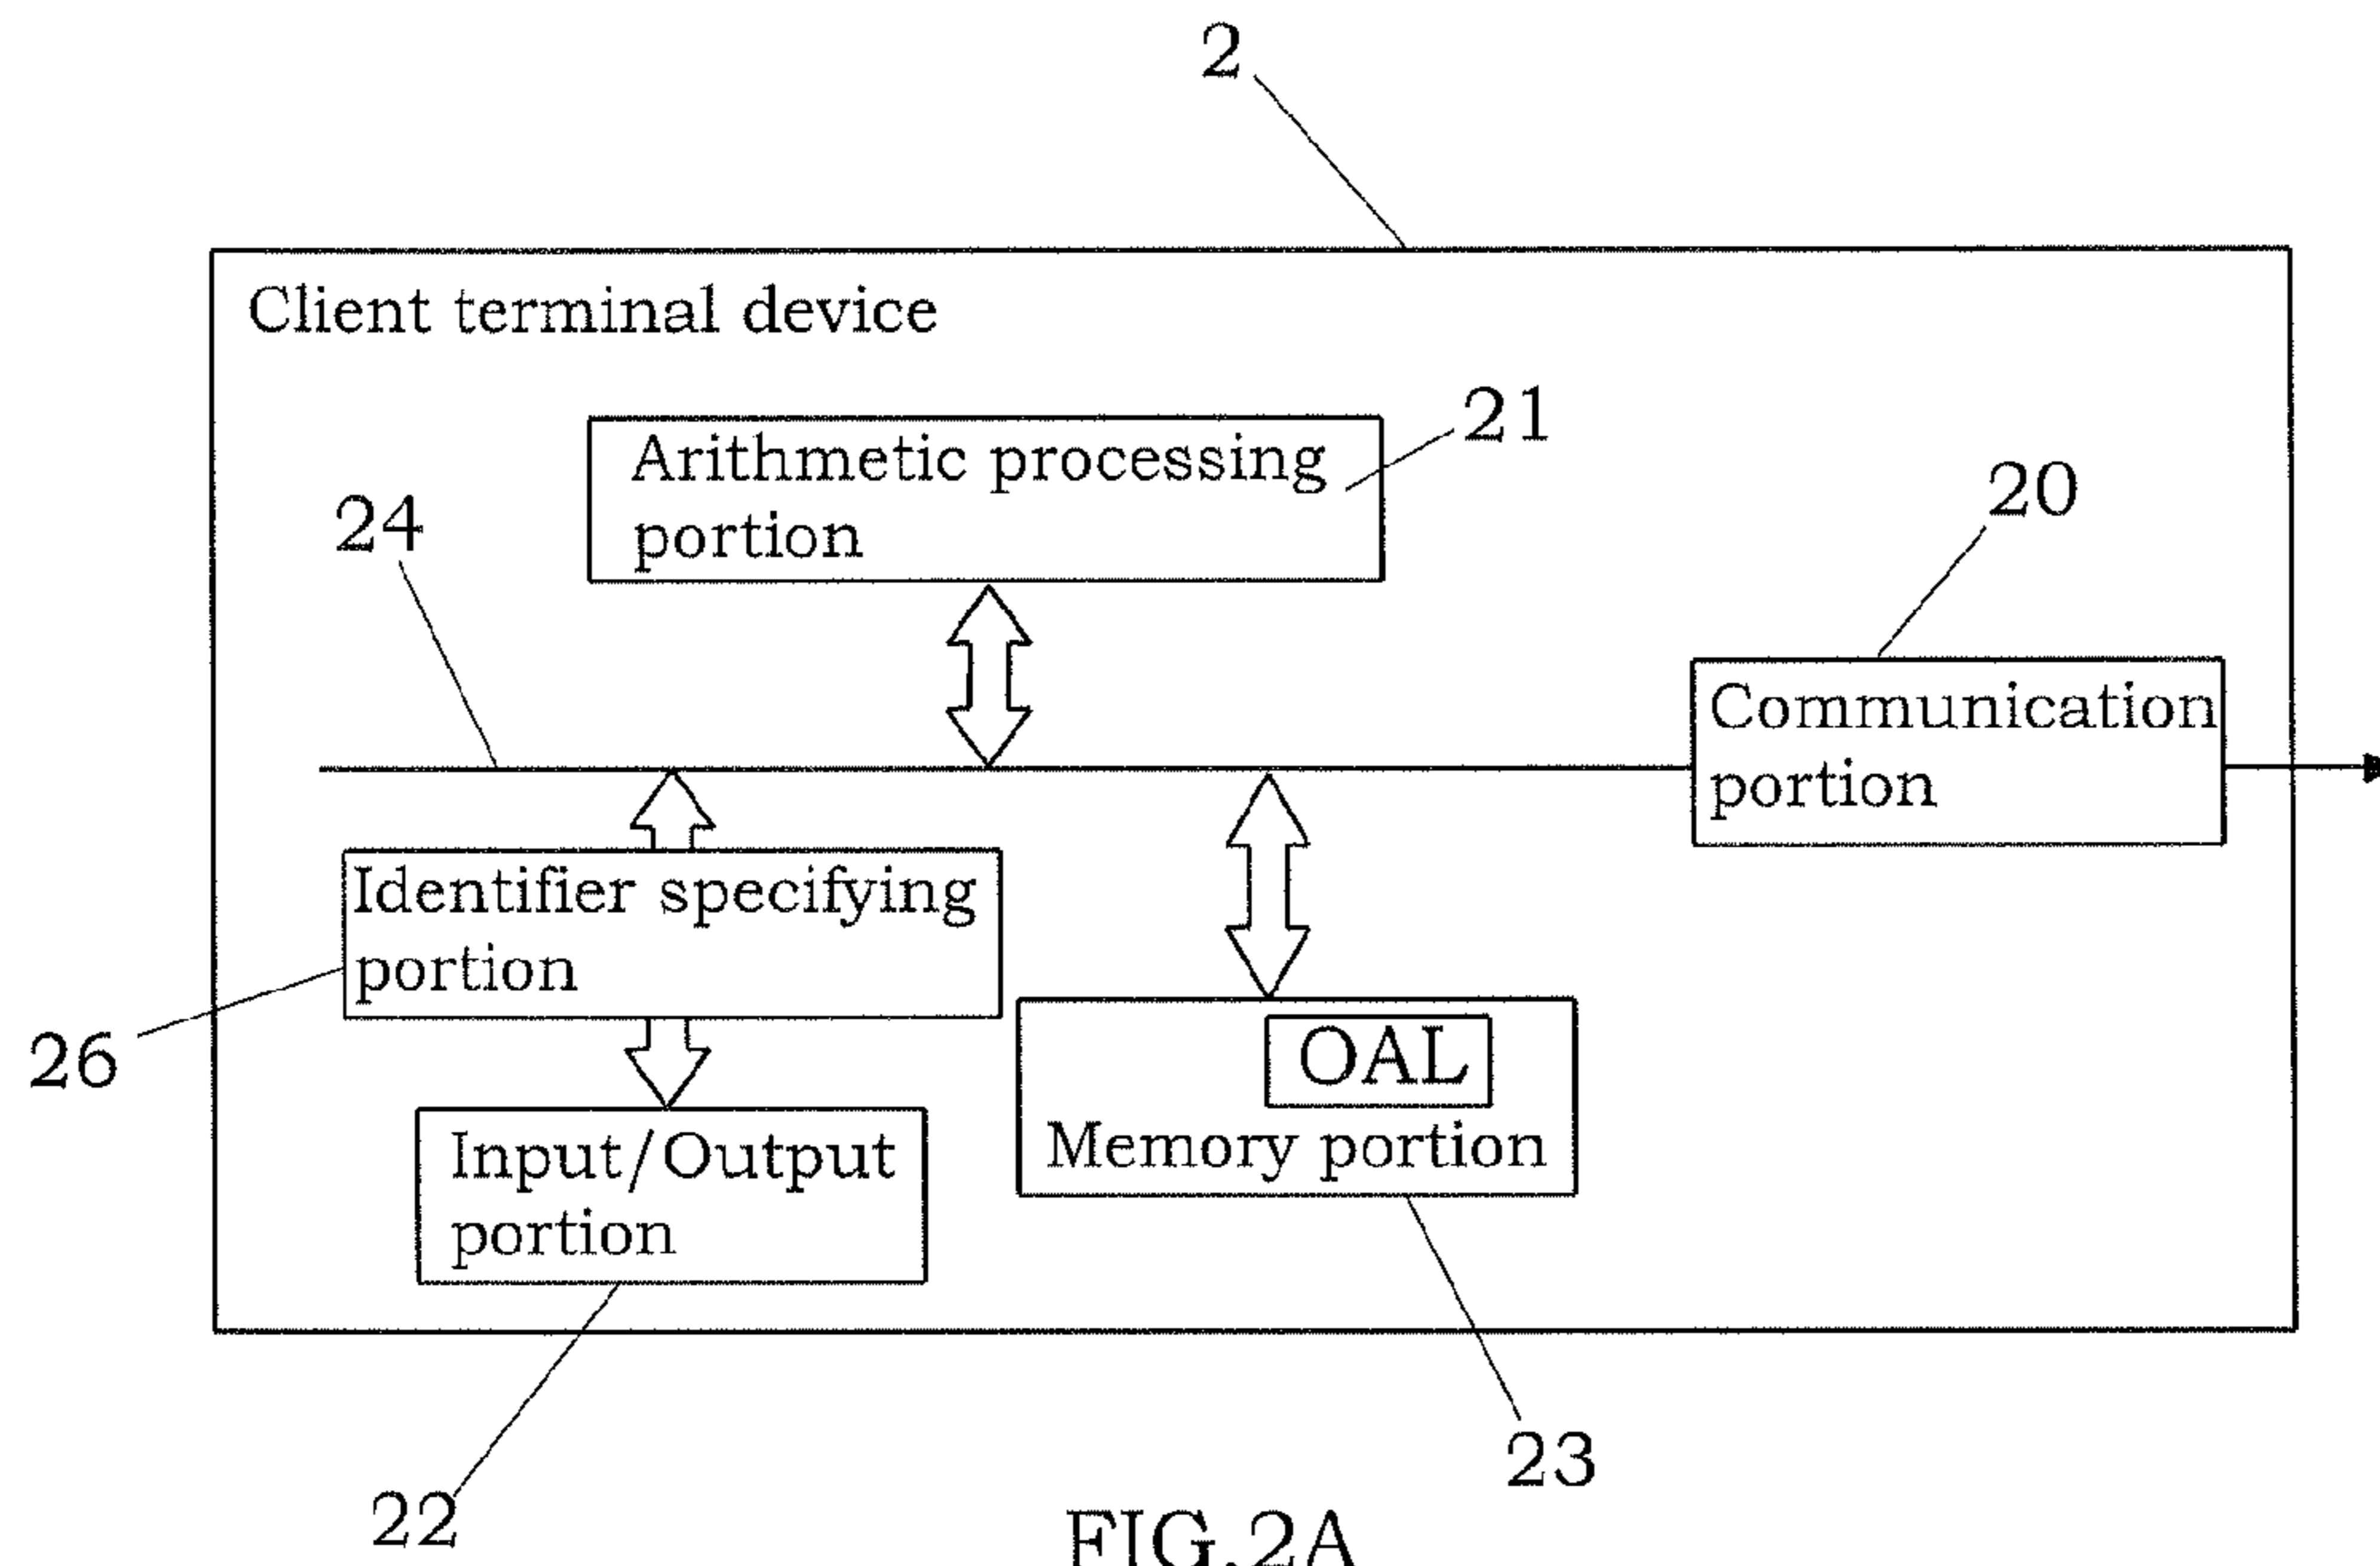 2
Client terminal device
Arithmetic processing
portion
21
24
20
Communication
portion
Identifier specifying
portion
26
OAL
Memory portion
Input/Output
portion
23
22
FIG.2A